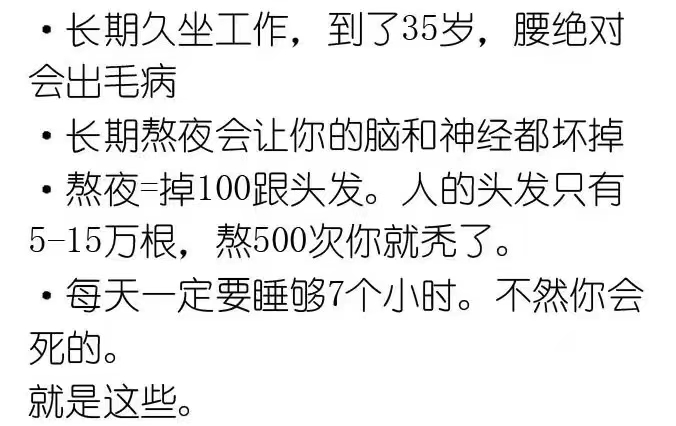 •长期久坐工作，到了35岁，腰绝对
会出毛病
•长期熬夜会让你的脑和神经都坏掉
•熬夜=掉100跟头发。人的头发只有
5-15万根，熬500次你就秃了。
•每天一定要睡够7个小时。不然你会
死的。
就是这些。